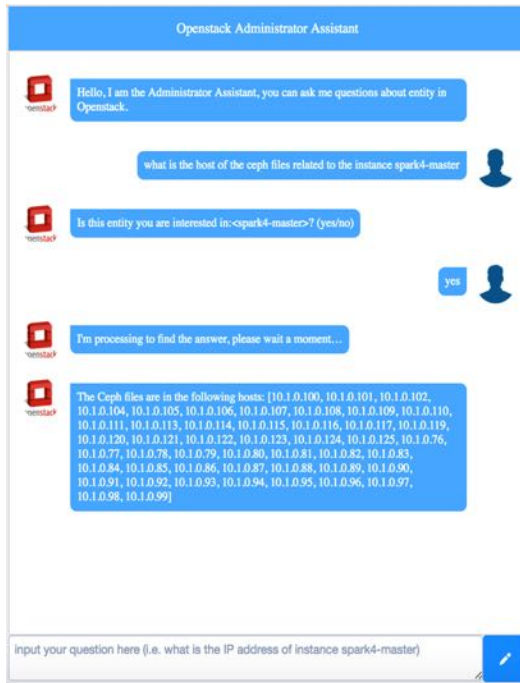 Openstack Administrator Assistant
Hello, I am the Administrator Assistant, you can ask me questions about entity in
Openstack.
openstack
what is the host of the ceph files related to the instance spark4-master
Is this entity you are interested in:<spark4-master>? (yes/no)
openstack
yes
I'm processing to find the answer, please wait a moment…
openstack
The Ceph files are in the following hosts: [10.1.0.100, 10.1.0.101, 10.1.0.102,
10.1.0.104, 10.1.0.105, 10.1.0.106, 10.1.0.107, 10.1.0.108, 10.1.0.109, 10.1.0.110,
openstack
10.1.0.111, 10.1.0.113, 10.1.0.114, 10.1.0.115, 10.1.0.116, 10.1.0.117, 10.1.0.119,
10.1.0.120, 10.1.0.121, 10.1.0.122, 10.1.0.123, 10.1.0.124, 10.1.0.125, 10.1.0.76,
10.1.0.77, 10.1.0.78, 10.1.0.79, 10.1.0.80, 10.1.0.81, 10.1.0.82, 10.1.0.83,
10.1.0.84, 10.1.0.85, 10.1.0.86, 10.1.0.87, 10.1.0.88, 10.1.0.89, 10.1.0.90,
10.1.0.91, 10.1.0.92, 10.1.0.93, 10.1.0.94, 10.1.0.95, 10.1.0.96, 10.1.0.97,
10.1.0.98, 10.1.0.99]
input your question here (i.e. what is the IP address of instance spark4-master)